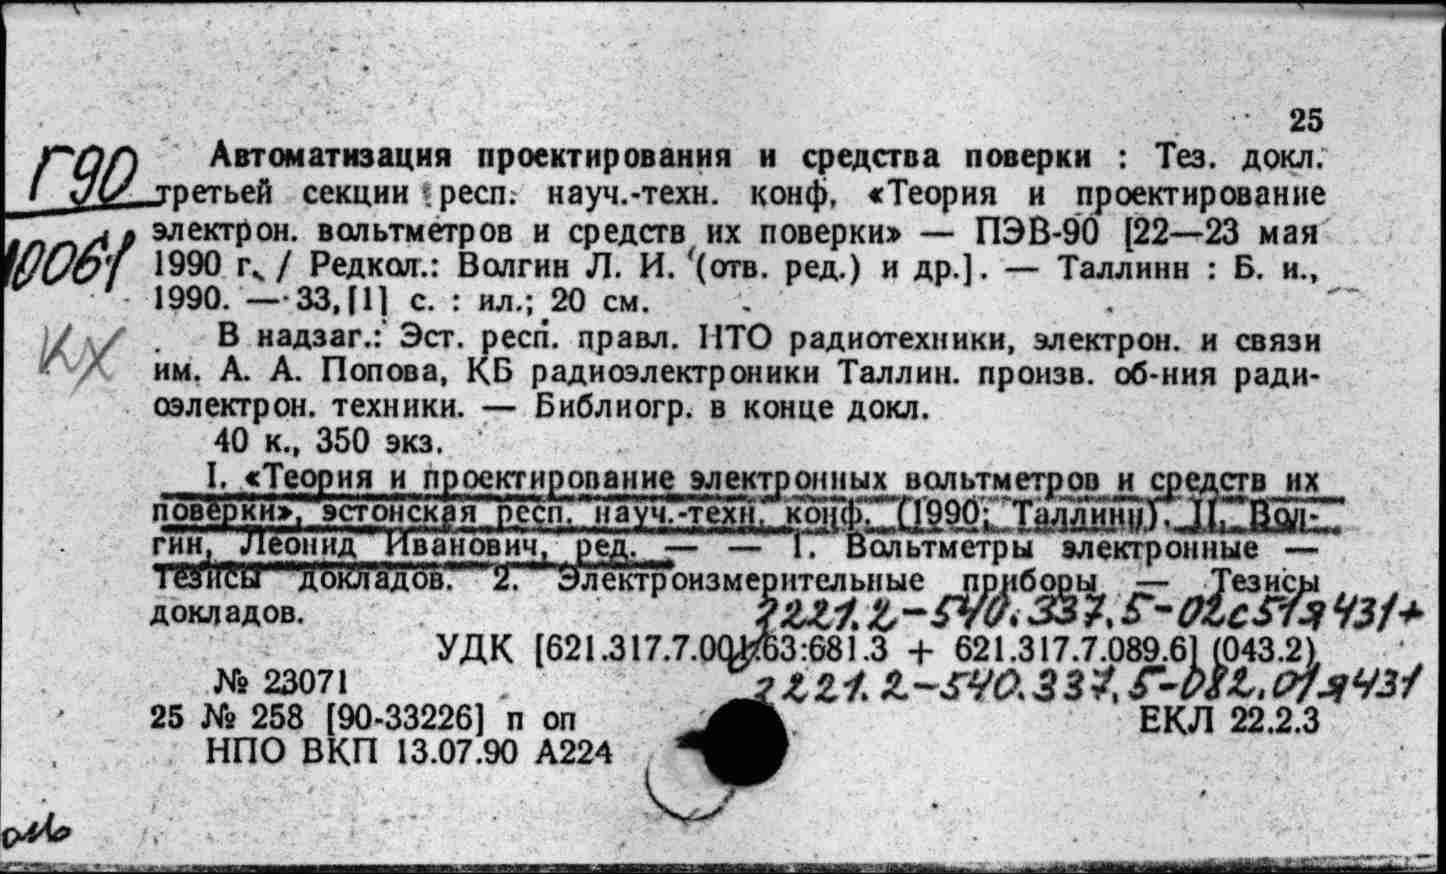 25
Г90 Автоматизация проектирования и средства поверки : Тез. докл.
третьей секции респ. науч.-техн. конф. «Теория и проектирование
10061 электрон. вольтметров и средств их поверки» — ПЭВ-90 [22—23 мая
1990 г. / Редкол.: Волгин Л. И. (отв. ред.) и др.]. — Таллинн : Б. и.,
1990. — 33, [1] с. : ил.; 20 см.
кх В надзаг.: Эст. респ. правл. НТО радиотехники, электрон. и связи
им. А. А. Попова, КБ радиоэлектроники Таллин. произв. об-ния ради-
оэлектрон. техники. — Библиогр. в конце докл.
40 к., 350 экз.
I. «Теория и проектирование электронных вольтметров и средств их
поверки», эстонская респ. науч.-техн. конф. (1990; Таллинн). II. Вол-
гин, Леонид Иванович, ред. — — 1. Вольтметры электронные —
Тезисы докладов. 2. Электроизмерительные приборы — Тезисы
докладов. з221.2-540.337.5-02с51я431+
УДК [621.317.7.001.63:681.3 + 621.317.7.089.6] (043.2)
№ 23071 з221.2-540.337.5-082.01я431
25 № 258 [90-33226] п оп ЕКЛ 22.2.3
НПО ВКП 13.07.90 А224